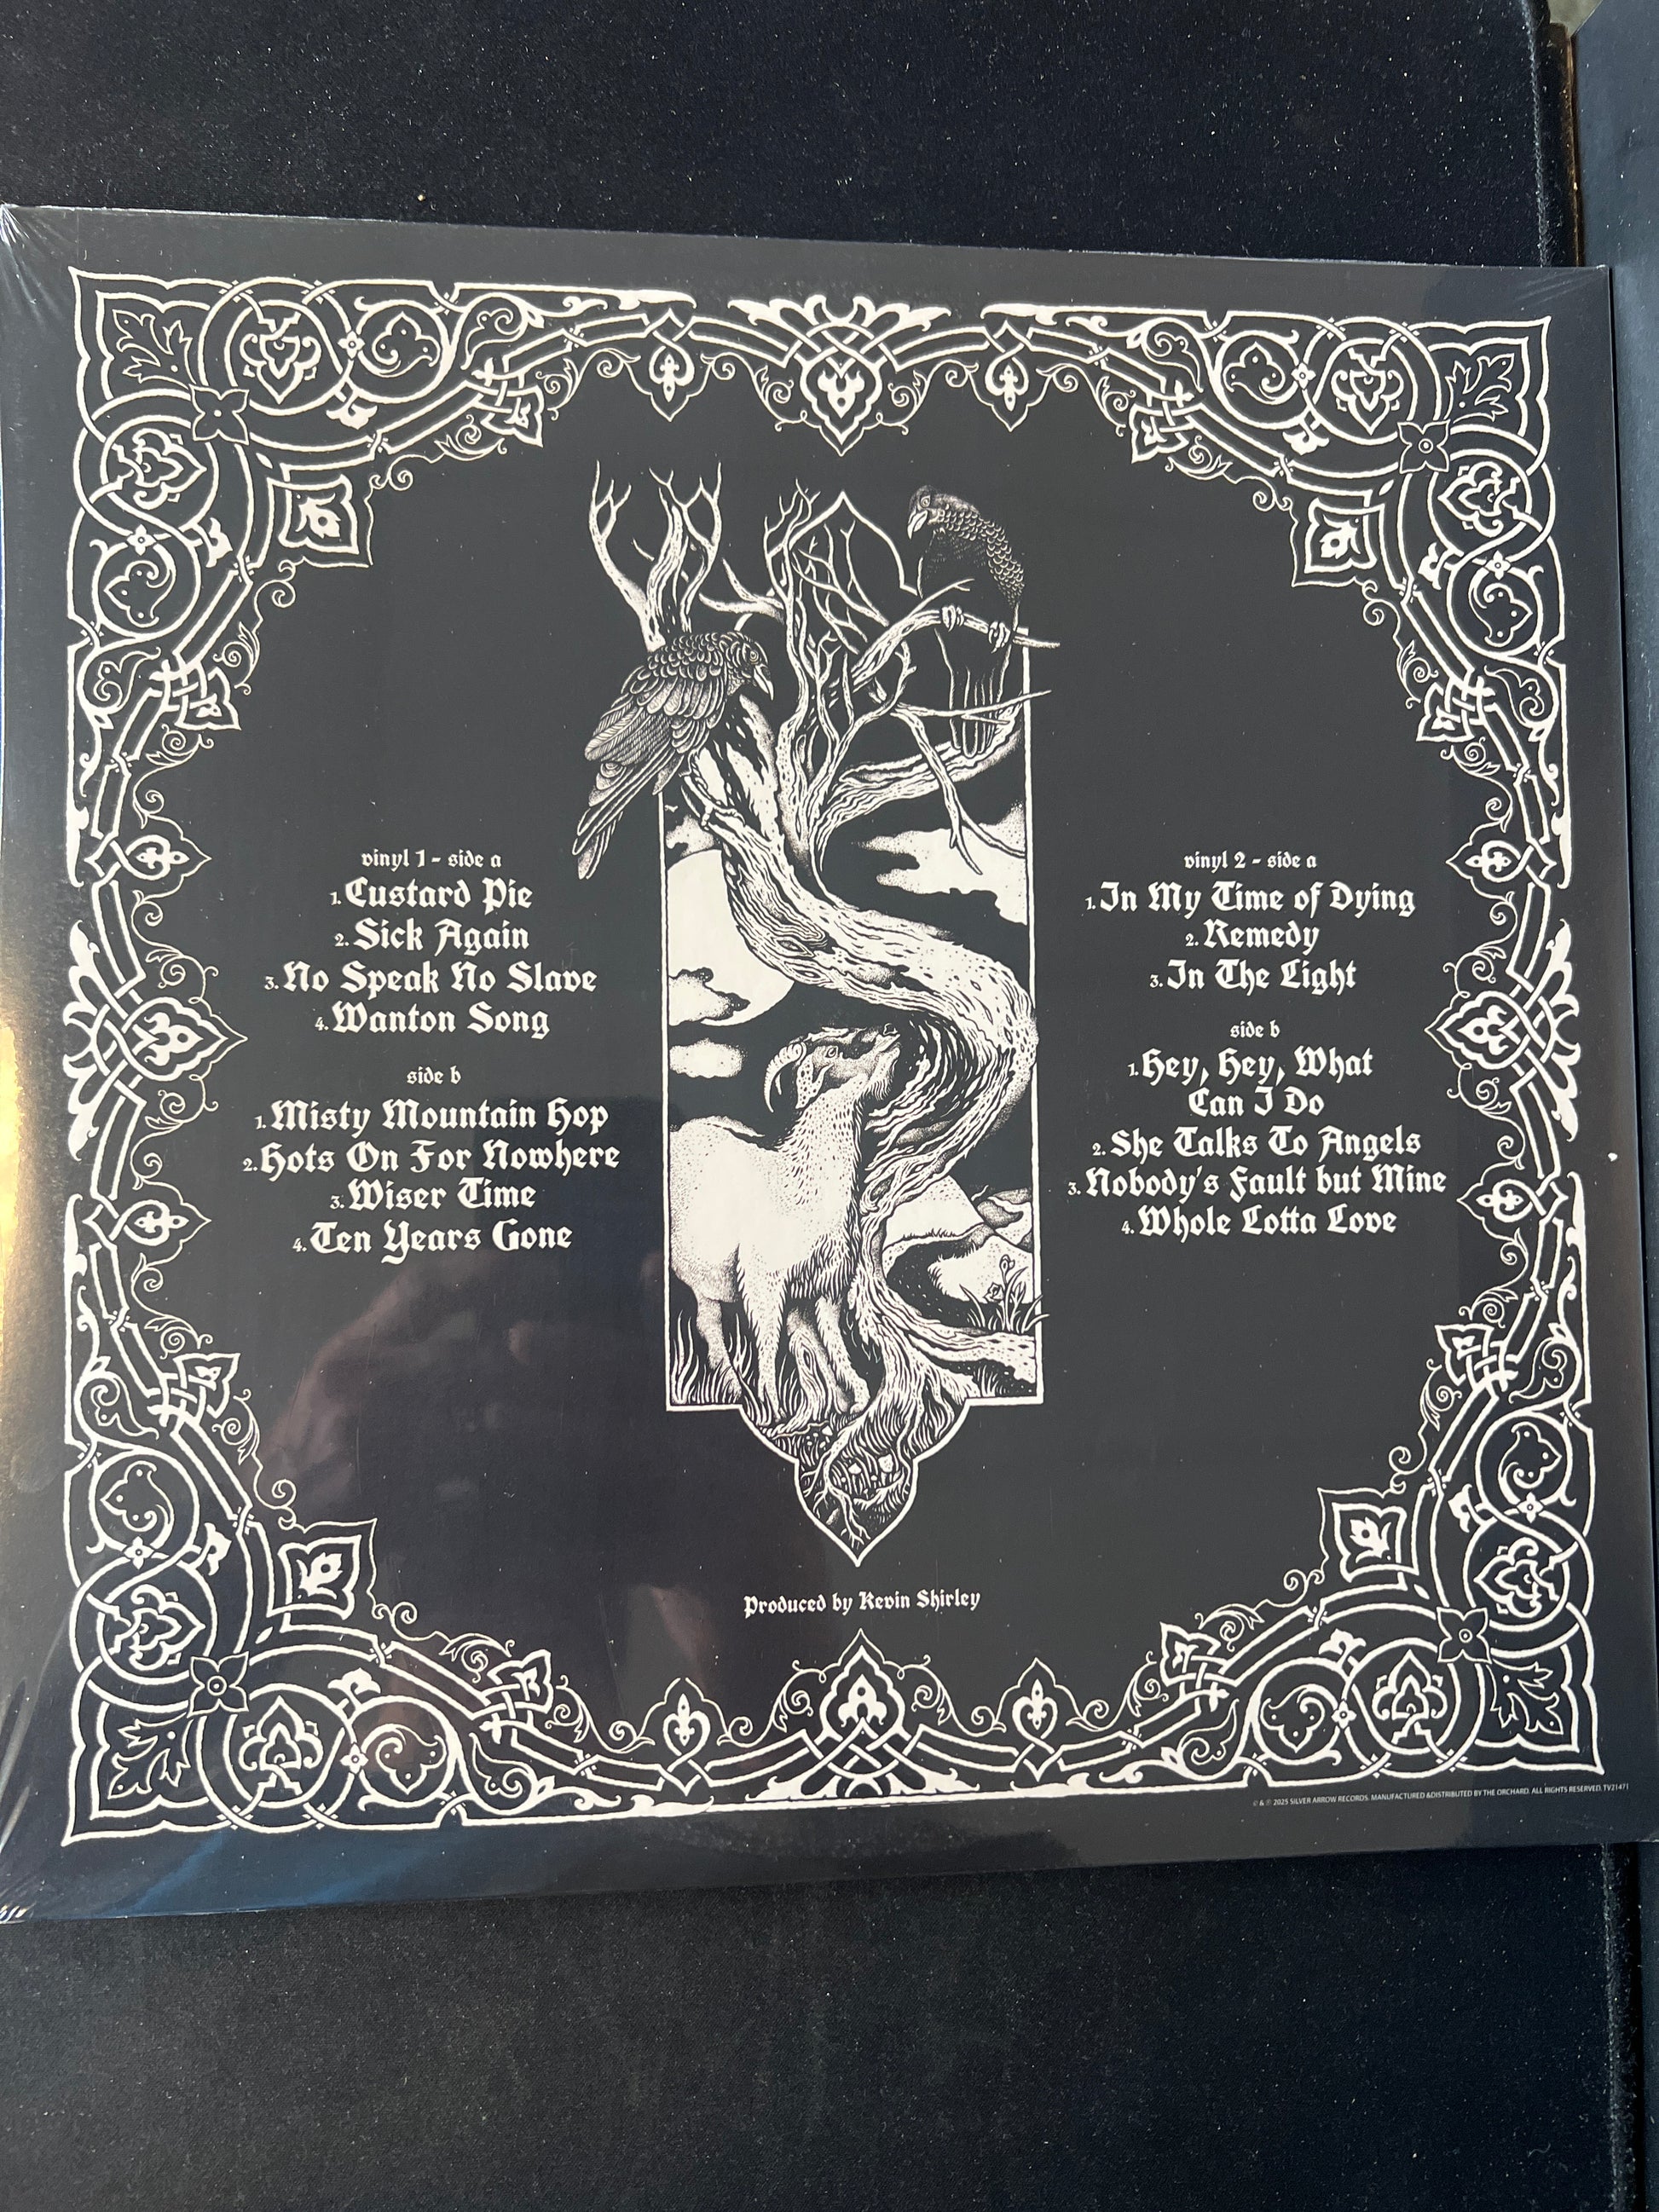 vinyl 1 - side a
1. Custard Pie
2. Sick Again
3. No Speak No Slave
4. Wanton Song
side b
1. Misty Mountain Hop
2. Hots On For Nowhere
3. Wiser Time
4. Ten Years Gone
vinyl 2 - side a
1. In My Time of Dying
2. Remedy
3. In The Light
side b
1. Hey, Hey, What
Can I Do
2. She Talks To Angels
3. Nobody's Fault but Mine
4. Whole Lotta Love
Produced by Kevin Shirley
℗ & © 2025 SILVER ARROW RECORDS. MANUFACTURED &DISTRIBUTED BY THE ORCHARD. ALL RIGHTS RESERVED. TV21471